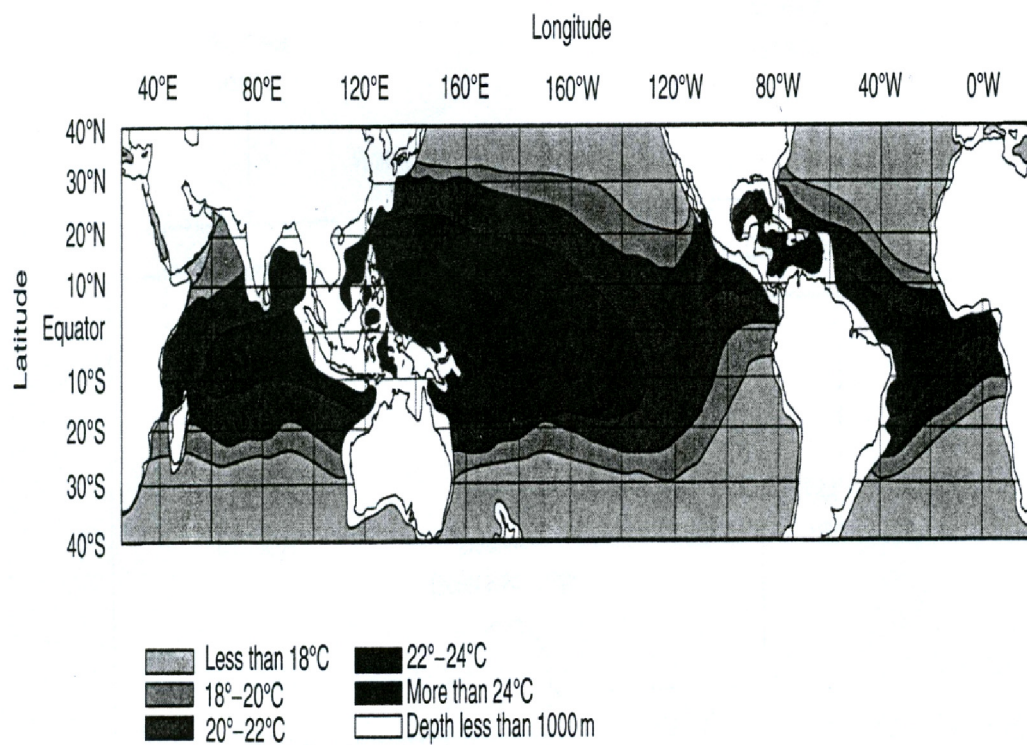 Longitude
40°E 80°E 120°E 160°E 160°W 120°W 80°W 40°W 0°W
Latitude
40°N
30°N
20°N
10°N
Equator
10°S
20°S
30°S
40°S
Less than 18°C
18°–20°C
20°–22°C
22°–24°C
More than 24°C
Depth less than 1000 m